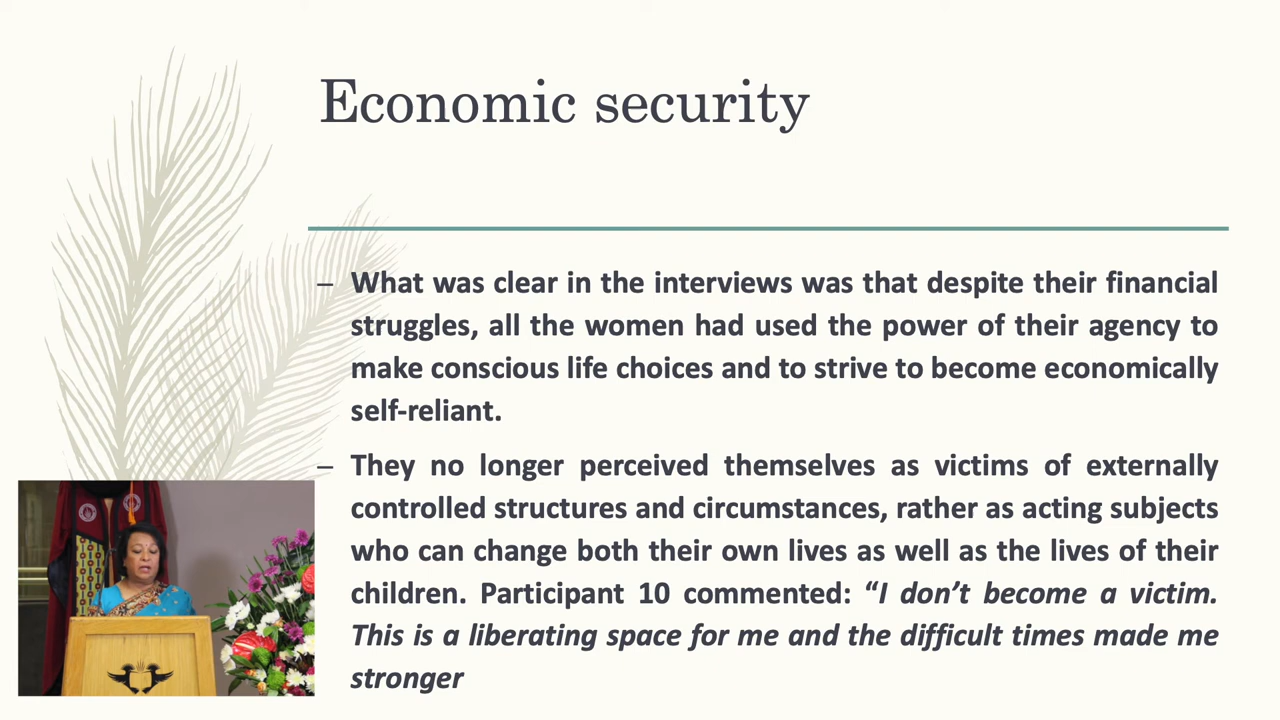 Economic security
– What was clear in the interviews was that despite their financial
struggles, all the women had used the power of their agency to
make conscious life choices and to strive to become economically
self-reliant.
– They no longer perceived themselves as victims of externally
controlled structures and circumstances, rather as acting subjects
who can change both their own lives as well as the lives of their
children. Participant 10 commented: “I don’t become a victim.
This is a liberating space for me and the difficult times made me
stronger